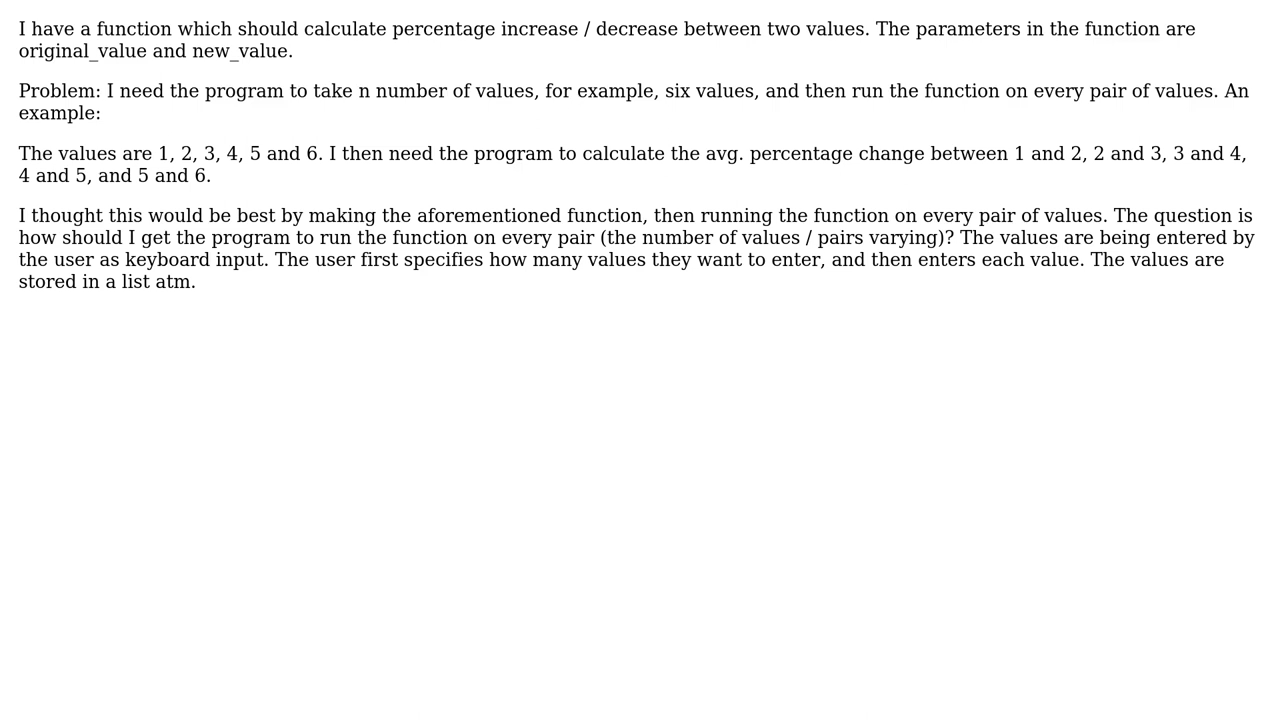 I have a function which should calculate percentage increase / decrease between two values. The parameters in the function are
original_value and new_value.
Problem: I need the program to take n number of values, for example, six values, and then run the function on every pair of values. An
example:
The values are 1, 2, 3, 4, 5 and 6. I then need the program to calculate the avg. percentage change between 1 and 2, 2 and 3, 3 and 4,
4 and 5, and 5 and 6.
I thought this would be best by making the aforementioned function, then running the function on every pair of values. The question is
how should I get the program to run the function on every pair (the number of values / pairs varying)? The values are being entered by
the user as keyboard input. The user first specifies how many values they want to enter, and then enters each value. The values are
stored in a list atm.